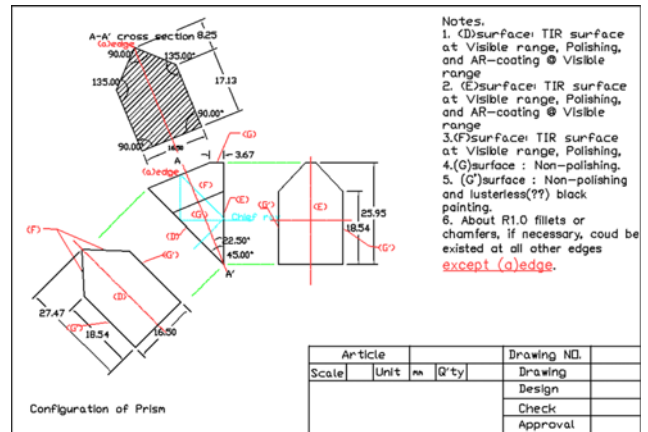 A-A' cross section
8.25
(a)edge
90.00°
135.00°
135.00°
17.13
90.00°
90.00°
16.50
A
(G)
3.67
(a)edge
(F)
(E)
(G)
(D)
22.50°
45.00°
A'
(G')
(E)
25.95
18.54
(G')
(F)
(G')
(D)
27.47
(G')
18.54
16.50
Configuration of Prism
Notes.
1. (D)surface: TIR surface
at Visible range, Polishing,
and AR-coating @ Visible
range
2. (E)surface: TIR surface
at Visible range, Polishing,
and AR-coating @ Visible
range
3.(F)surface: TIR surface
at Visible range, Polishing,
4.(G)surface : Non-polishing.
5. (G')surface : Non-polishing
and lusterless(??) black
painting.
6. About R1.0 fillets or
chamfers, if necessary, coud be
existed at all other edges
except (a)edge.
Article Drawing NO.
Scale Unit mm Q'ty Drawing
Design
Check
Approval